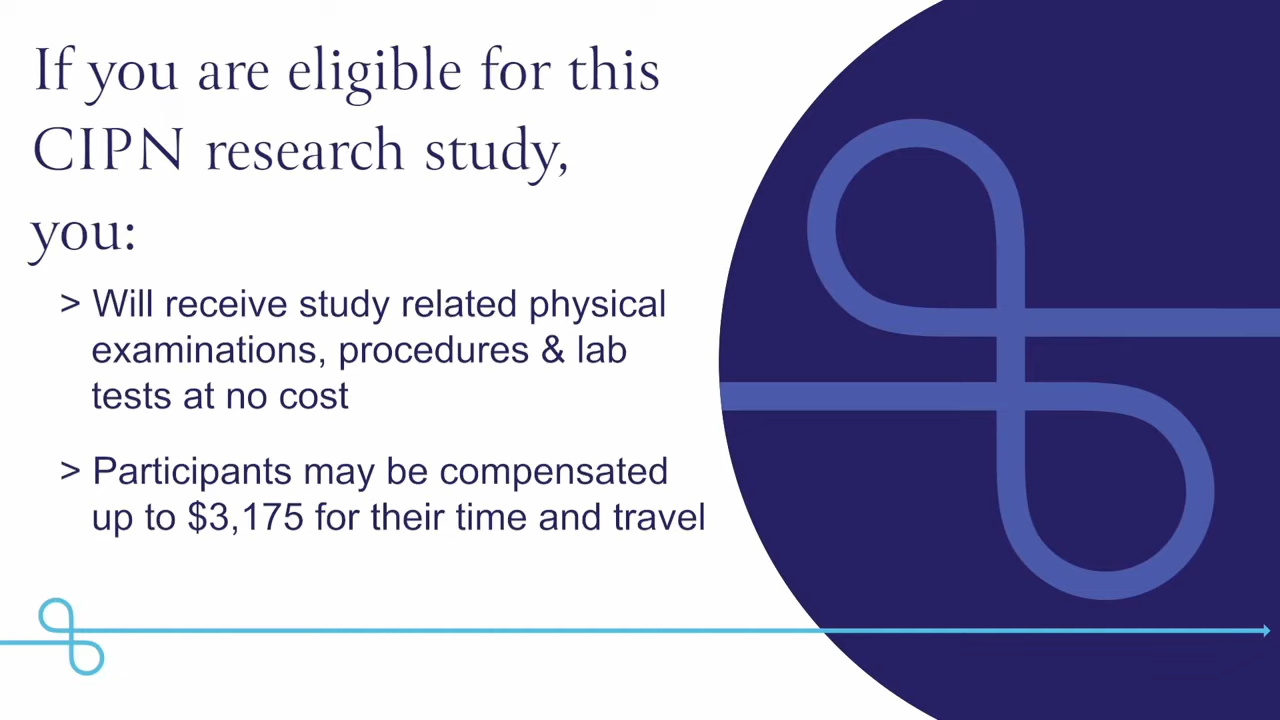 If you are eligible for this
CIPN research study,
you:
> Will receive study related physical
examinations, procedures & lab
tests at no cost
> Participants may be compensated
up to $3,175 for their time and travel